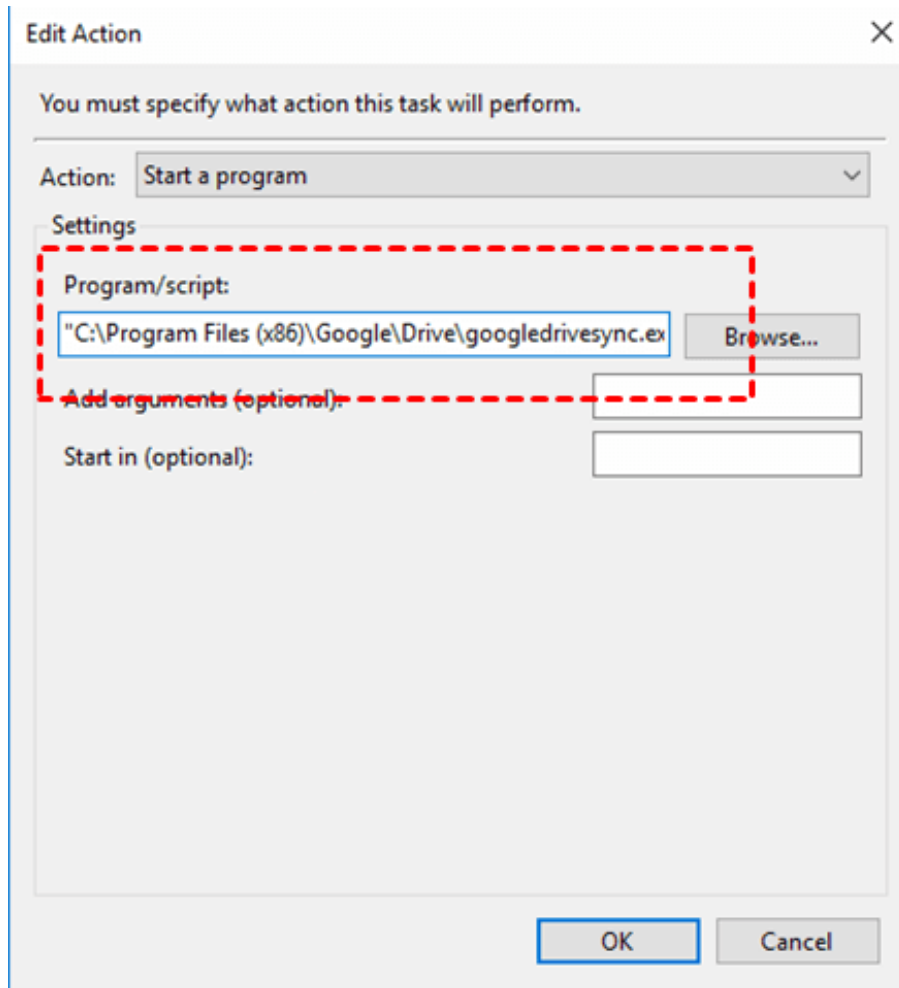 Edit Action
You must specify what action this task will perform.
Action: Start a program
Settings
Program/script:
"C:\Program Files (x86)\Google\Drive\googledrivesync.ex
Browse...
Add arguments (optional):
Start in (optional):
OK Cancel